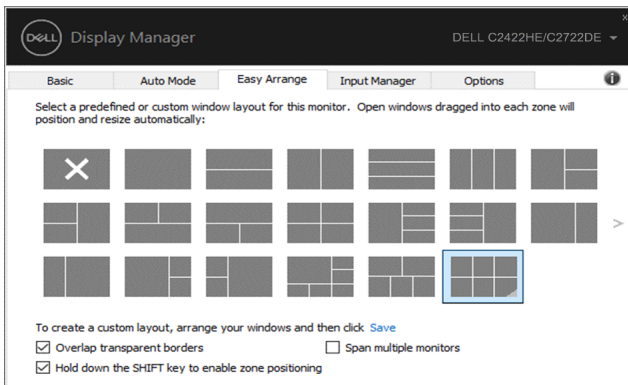 DELL Display Manager DELL C2422HE/C2722DE
Basic Auto Mode Easy Arrange Input Manager Options
Select a predefined or custom window layout for this monitor. Open windows dragged into each zone will
position and resize automatically:
To create a custom layout, arrange your windows and then click Save
Overlap transparent borders Span multiple monitors
Hold down the SHIFT key to enable zone positioning